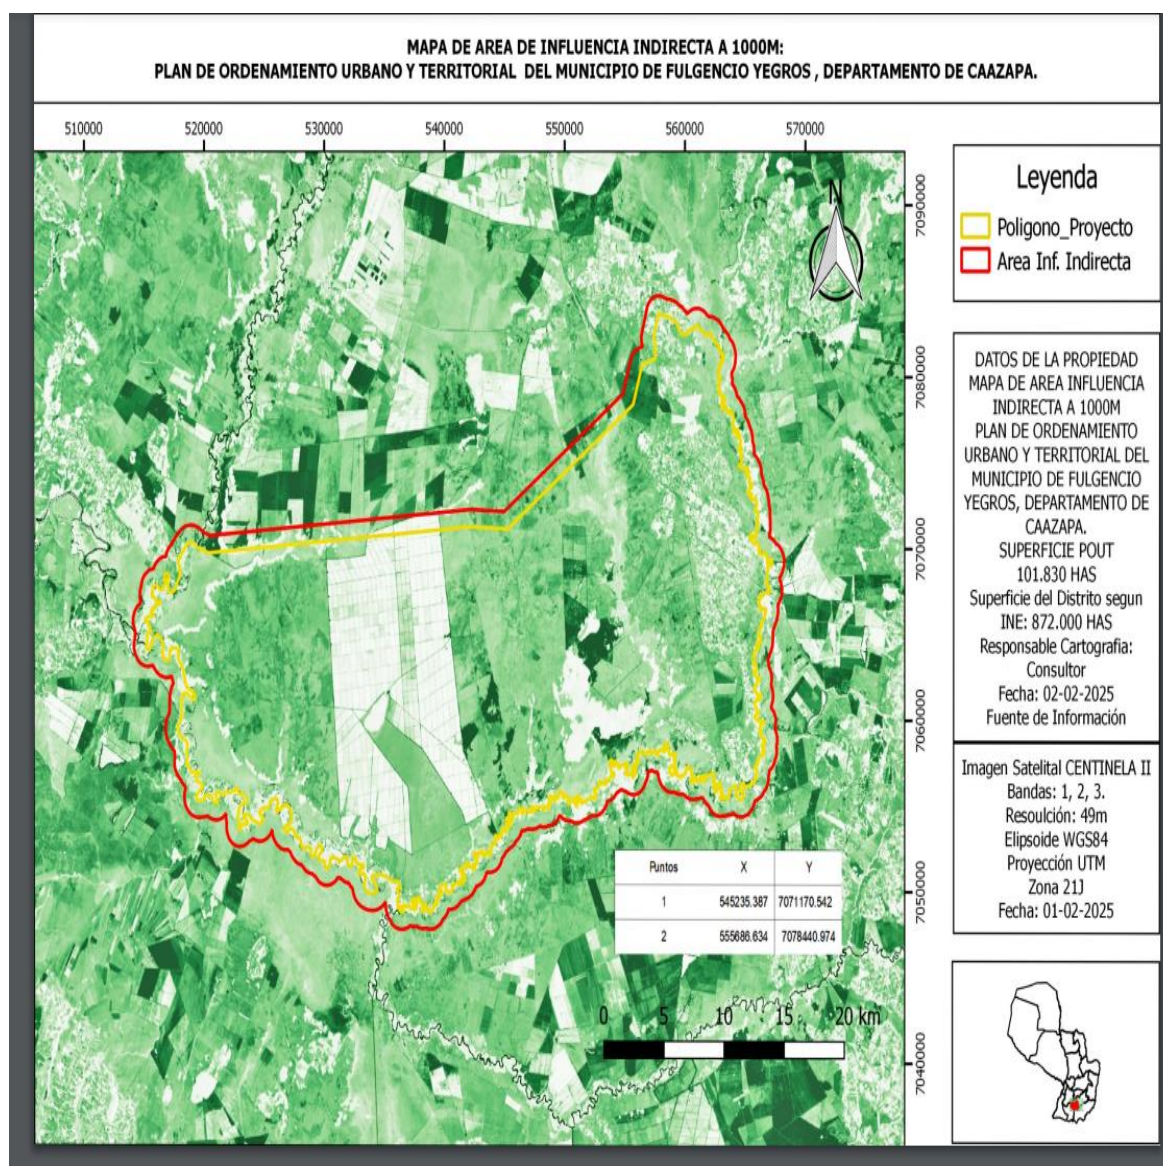 MAPA DE AREA DE INFLUENCIA INDIRECTA A 1000M:
PLAN DE ORDENAMIENTO URBANO Y TERRITORIAL DEL MUNICIPIO DE FULGENCIO YEGROS , DEPARTAMENTO DE CAAZAPA.
510000 520000 530000 540000 550000 560000 570000
7090000
7080000
7070000
7060000
7050000
7040000
N
Puntos X Y
1 545235.387 7071170.542
2 555686.634 7078440.974
0 5 10 15 20 km
Leyenda
Poligono_Proyecto
Area Inf. Indirecta
DATOS DE LA PROPIEDAD
MAPA DE AREA INFLUENCIA
INDIRECTA A 1000M
PLAN DE ORDENAMIENTO
URBANO Y TERRITORIAL DEL
MUNICIPIO DE FULGENCIO
YEGROS, DEPARTAMENTO DE
CAAZAPA.
SUPERFICIE POUT
101.830 HAS
Superficie del Distrito segun
INE: 872.000 HAS
Responsable Cartografia:
Consultor
Fecha: 02-02-2025
Fuente de Información
Imagen Satelital CENTINELA II
Bandas: 1, 2, 3.
Resoulción: 49m
Elipsoide WGS84
Proyección UTM
Zona 21J
Fecha: 01-02-2025